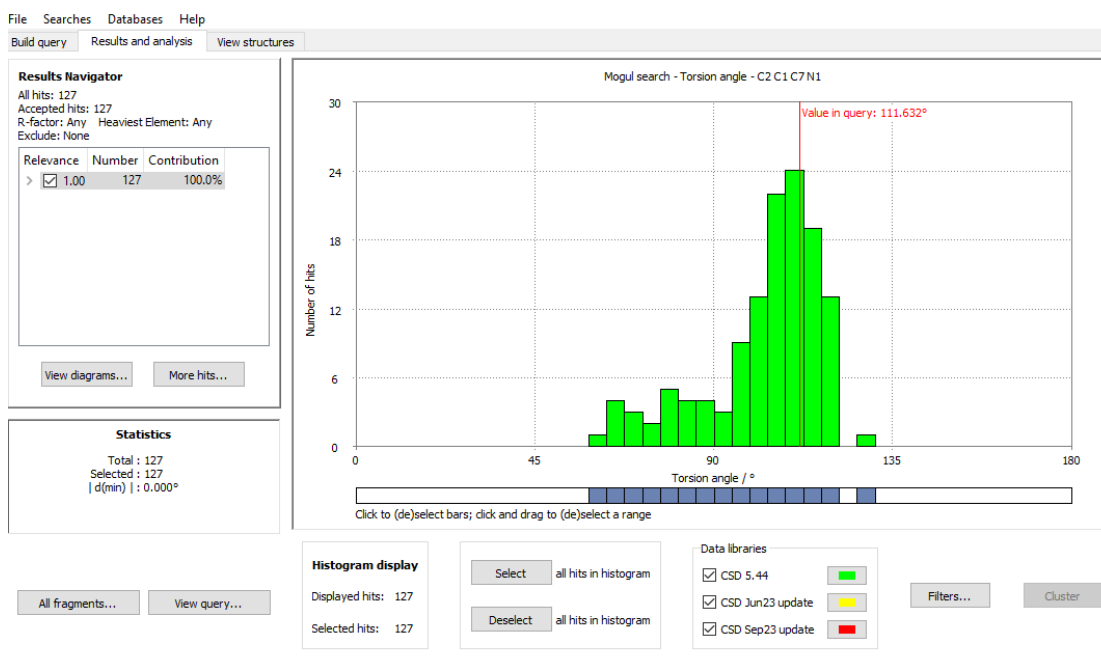 File Searches Databases Help
Build query Results and analysis View structures
Results Navigator
All hits: 127
Accepted hits: 127
R-factor: Any Heaviest Element: Any
Exclude: None
Relevance Number Contribution
1.00 127 100.0%
View diagrams... More hits...
Statistics
Total : 127
Selected : 127
| d(min) | : 0.000°
All fragments... View query...
Mogul search - Torsion angle - C2 C1 C7 N1
Value in query: 111.632°
Number of hits
30
24
18
12
6
0
0 45 90 135 180
Torsion angle / °
Click to (de)select bars; click and drag to (de)select a range
Histogram display
Displayed hits: 127
Selected hits: 127
Select all hits in histogram
Deselect all hits in histogram
Data libraries
CSD 5.44
CSD Jun23 update
CSD Sep23 update
Filters... Cluster